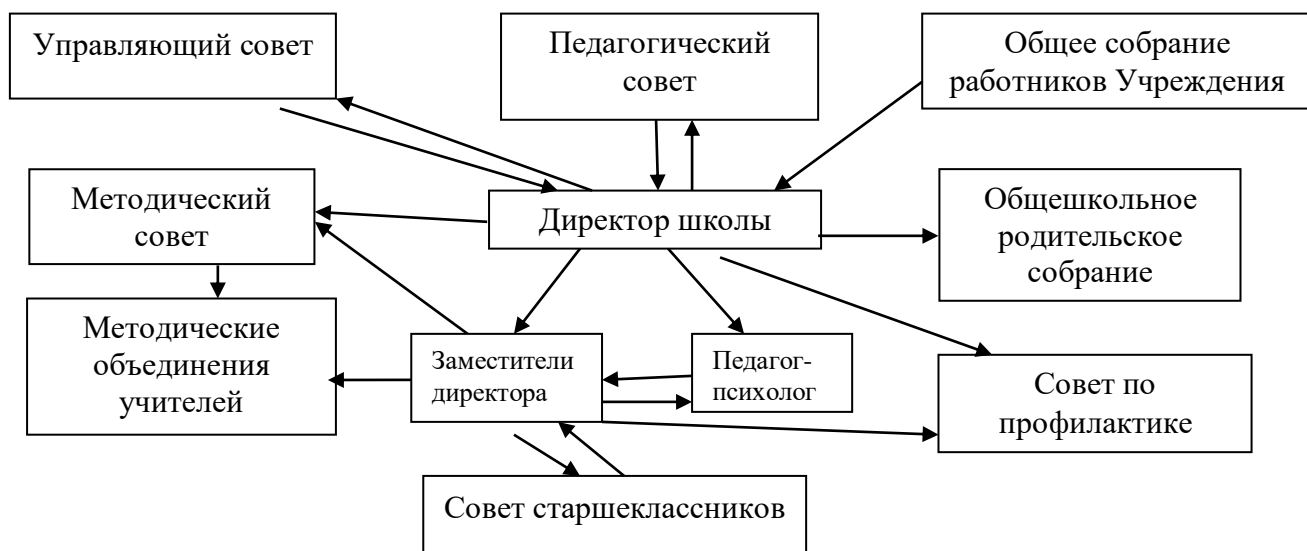 Управляющий совет
Педагогический
совет
Общее собрание
работников Учреждения
Методический
совет
Директор школы
Общешкольное
родительское
собрание
Методические
объединения
учителей
Заместители
директора
Педагог-
психолог
Совет по
профилактике
Совет старшеклассников